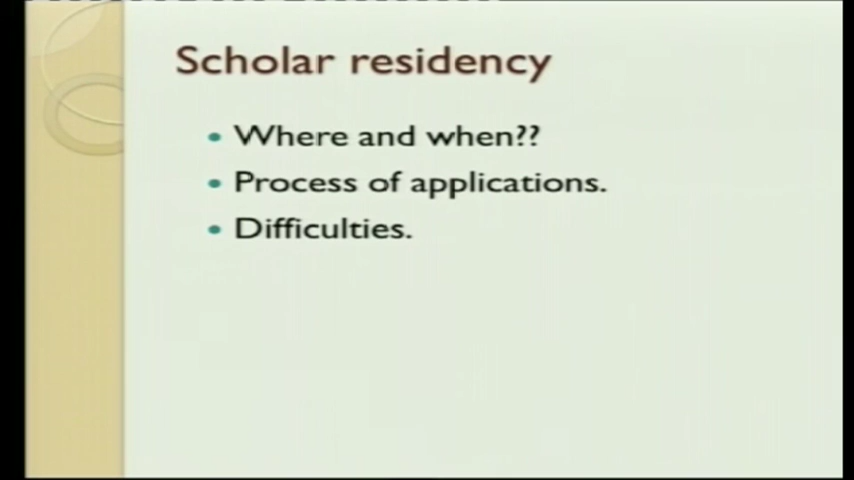 Scholar residency
Where and when??
Process of applications.
Difficulties.